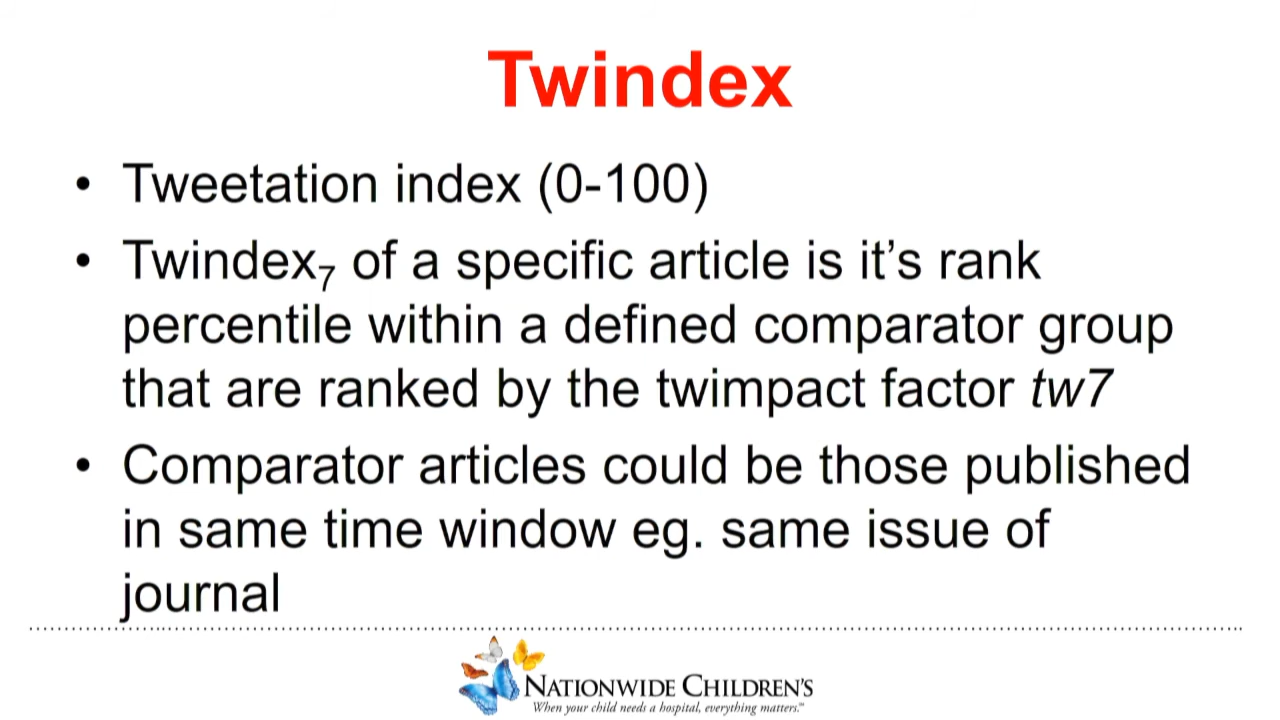 Twindex
• Tweetation index (0-100)
• Twindex₇ of a specific article is it’s rank
percentile within a defined comparator group
that are ranked by the twimpact factor tw7
• Comparator articles could be those published
in same time window eg. same issue of
journal
NATIONWIDE CHILDREN'S
When your child needs a hospital, everything matters.℠